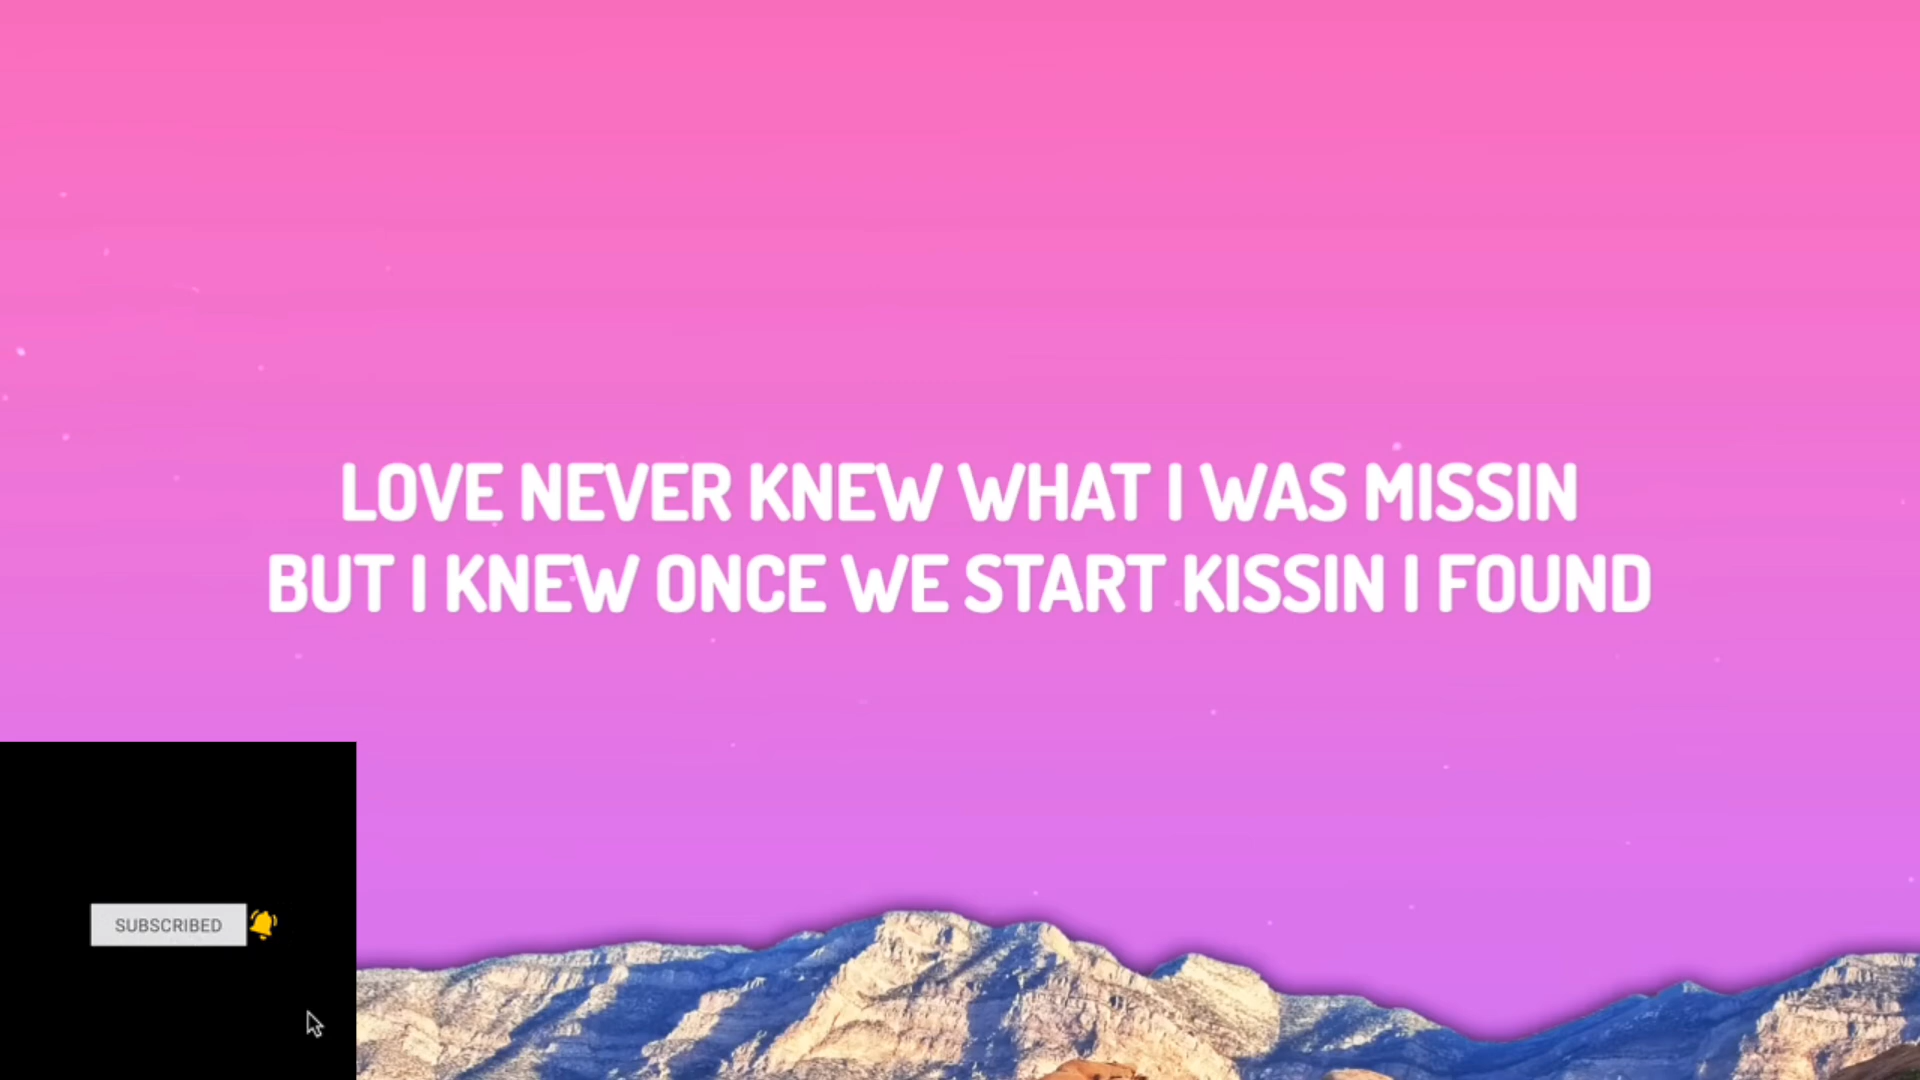 LOVE NEVER KNEW WHAT I WAS MISSIN
BUT I KNEW ONCE WE START KISSIN I FOUND
SUBSCRIBED